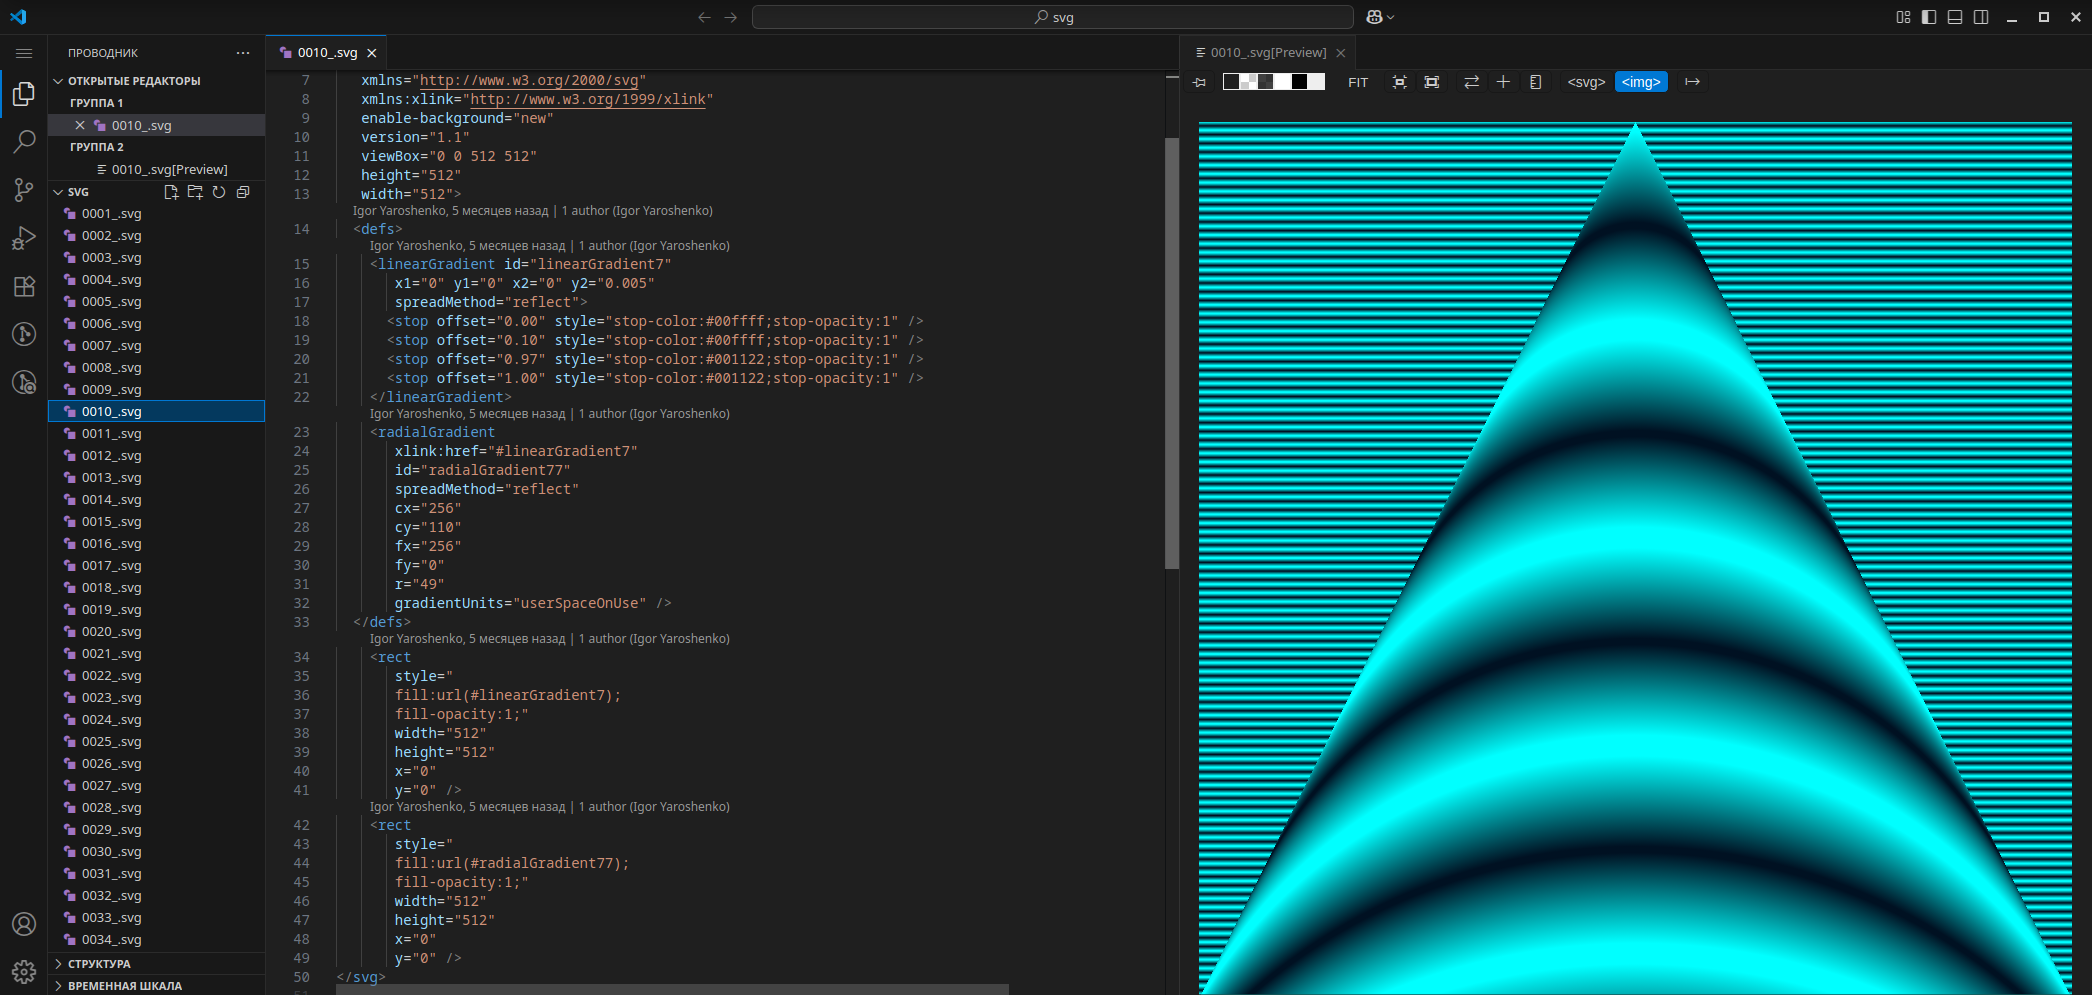 svg
ПРОВОДНИК
ОТКРЫТЫЕ РЕДАКТОРЫ
ГРУППА 1
0010_.svg
ГРУППА 2
0010_.svg[Preview]
SVG
0001_.svg
0002_.svg
0003_.svg
0004_.svg
0005_.svg
0006_.svg
0007_.svg
0008_.svg
0009_.svg
0010_.svg
0011_.svg
0012_.svg
0013_.svg
0014_.svg
0015_.svg
0016_.svg
0017_.svg
0018_.svg
0019_.svg
0020_.svg
0021_.svg
0022_.svg
0023_.svg
0024_.svg
0025_.svg
0026_.svg
0027_.svg
0028_.svg
0029_.svg
0030_.svg
0031_.svg
0032_.svg
0033_.svg
0034_.svg
СТРУКТУРА
ВРЕМЕННАЯ ШКАЛА
0010_.svg
7 xmlns="http://www.w3.org/2000/svg"
8 xmlns:xlink="http://www.w3.org/1999/xlink"
9 enable-background="new"
10 version="1.1"
11 viewBox="0 0 512 512"
12 height="512"
13 width="512">
Igor Yaroshenko, 5 месяцев назад | 1 author (Igor Yaroshenko)
14 <defs>
Igor Yaroshenko, 5 месяцев назад | 1 author (Igor Yaroshenko)
15 <linearGradient id="linearGradient7"
16 x1="0" y1="0" x2="0" y2="0.005"
17 spreadMethod="reflect">
18 <stop offset="0.00" style="stop-color:#00ffff;stop-opacity:1" />
19 <stop offset="0.10" style="stop-color:#00ffff;stop-opacity:1" />
20 <stop offset="0.97" style="stop-color:#001122;stop-opacity:1" />
21 <stop offset="1.00" style="stop-color:#001122;stop-opacity:1" />
22 </linearGradient>
Igor Yaroshenko, 5 месяцев назад | 1 author (Igor Yaroshenko)
23 <radialGradient
24 xlink:href="#linearGradient7"
25 id="radialGradient77"
26 spreadMethod="reflect"
27 cx="256"
28 cy="110"
29 fx="256"
30 fy="0"
31 r="49"
32 gradientUnits="userSpaceOnUse" />
33 </defs>
Igor Yaroshenko, 5 месяцев назад | 1 author (Igor Yaroshenko)
34 <rect
35 style="
36 fill:url(#linearGradient7);
37 fill-opacity:1;"
38 width="512"
39 height="512"
40 x="0"
41 y="0" />
Igor Yaroshenko, 5 месяцев назад | 1 author (Igor Yaroshenko)
42 <rect
43 style="
44 fill:url(#radialGradient77);
45 fill-opacity:1;"
46 width="512"
47 height="512"
48 x="0"
49 y="0" />
50 </svg>
0010_.svg[Preview]
FIT <svg> <img>